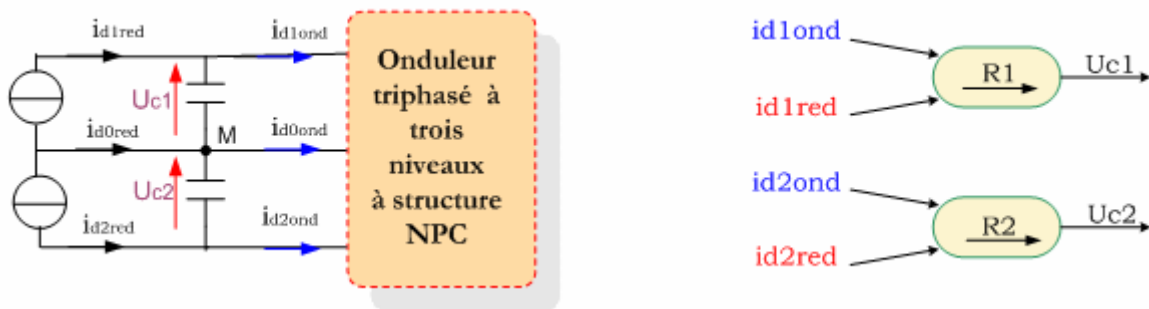 id1red
id1ond
Uc1
id0red
M
id0ond
Uc2
id2red
id2ond
Onduleur
triphasé à
trois
niveaux
à structure
NPC
id1ond
R1
Uc1
id1red
id2ond
R2
Uc2
id2red